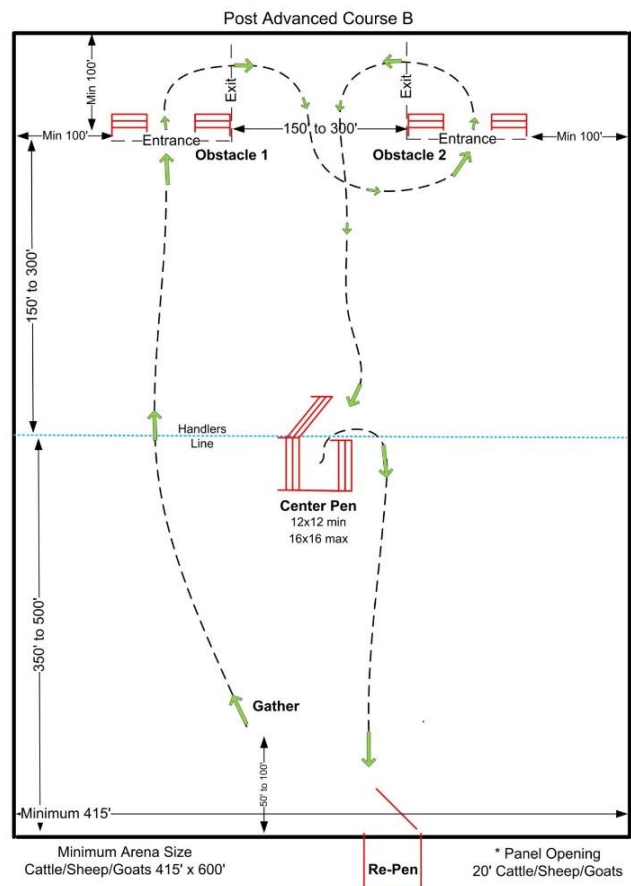 Post Advanced Course B
Min 100'
Exit
Exit
Min 100'
Entrance
150' to 300'
Entrance
Min 100'
Obstacle 1
Obstacle 2
150' to 300'
Handlers
Line
Center Pen
12x12 min
16x16 max
350' to 500'
Gather
50' to 100'
Minimum 415'
Minimum Arena Size
Cattle/Sheep/Goats 415' x 600'
Re-Pen
* Panel Opening
20' Cattle/Sheep/Goats